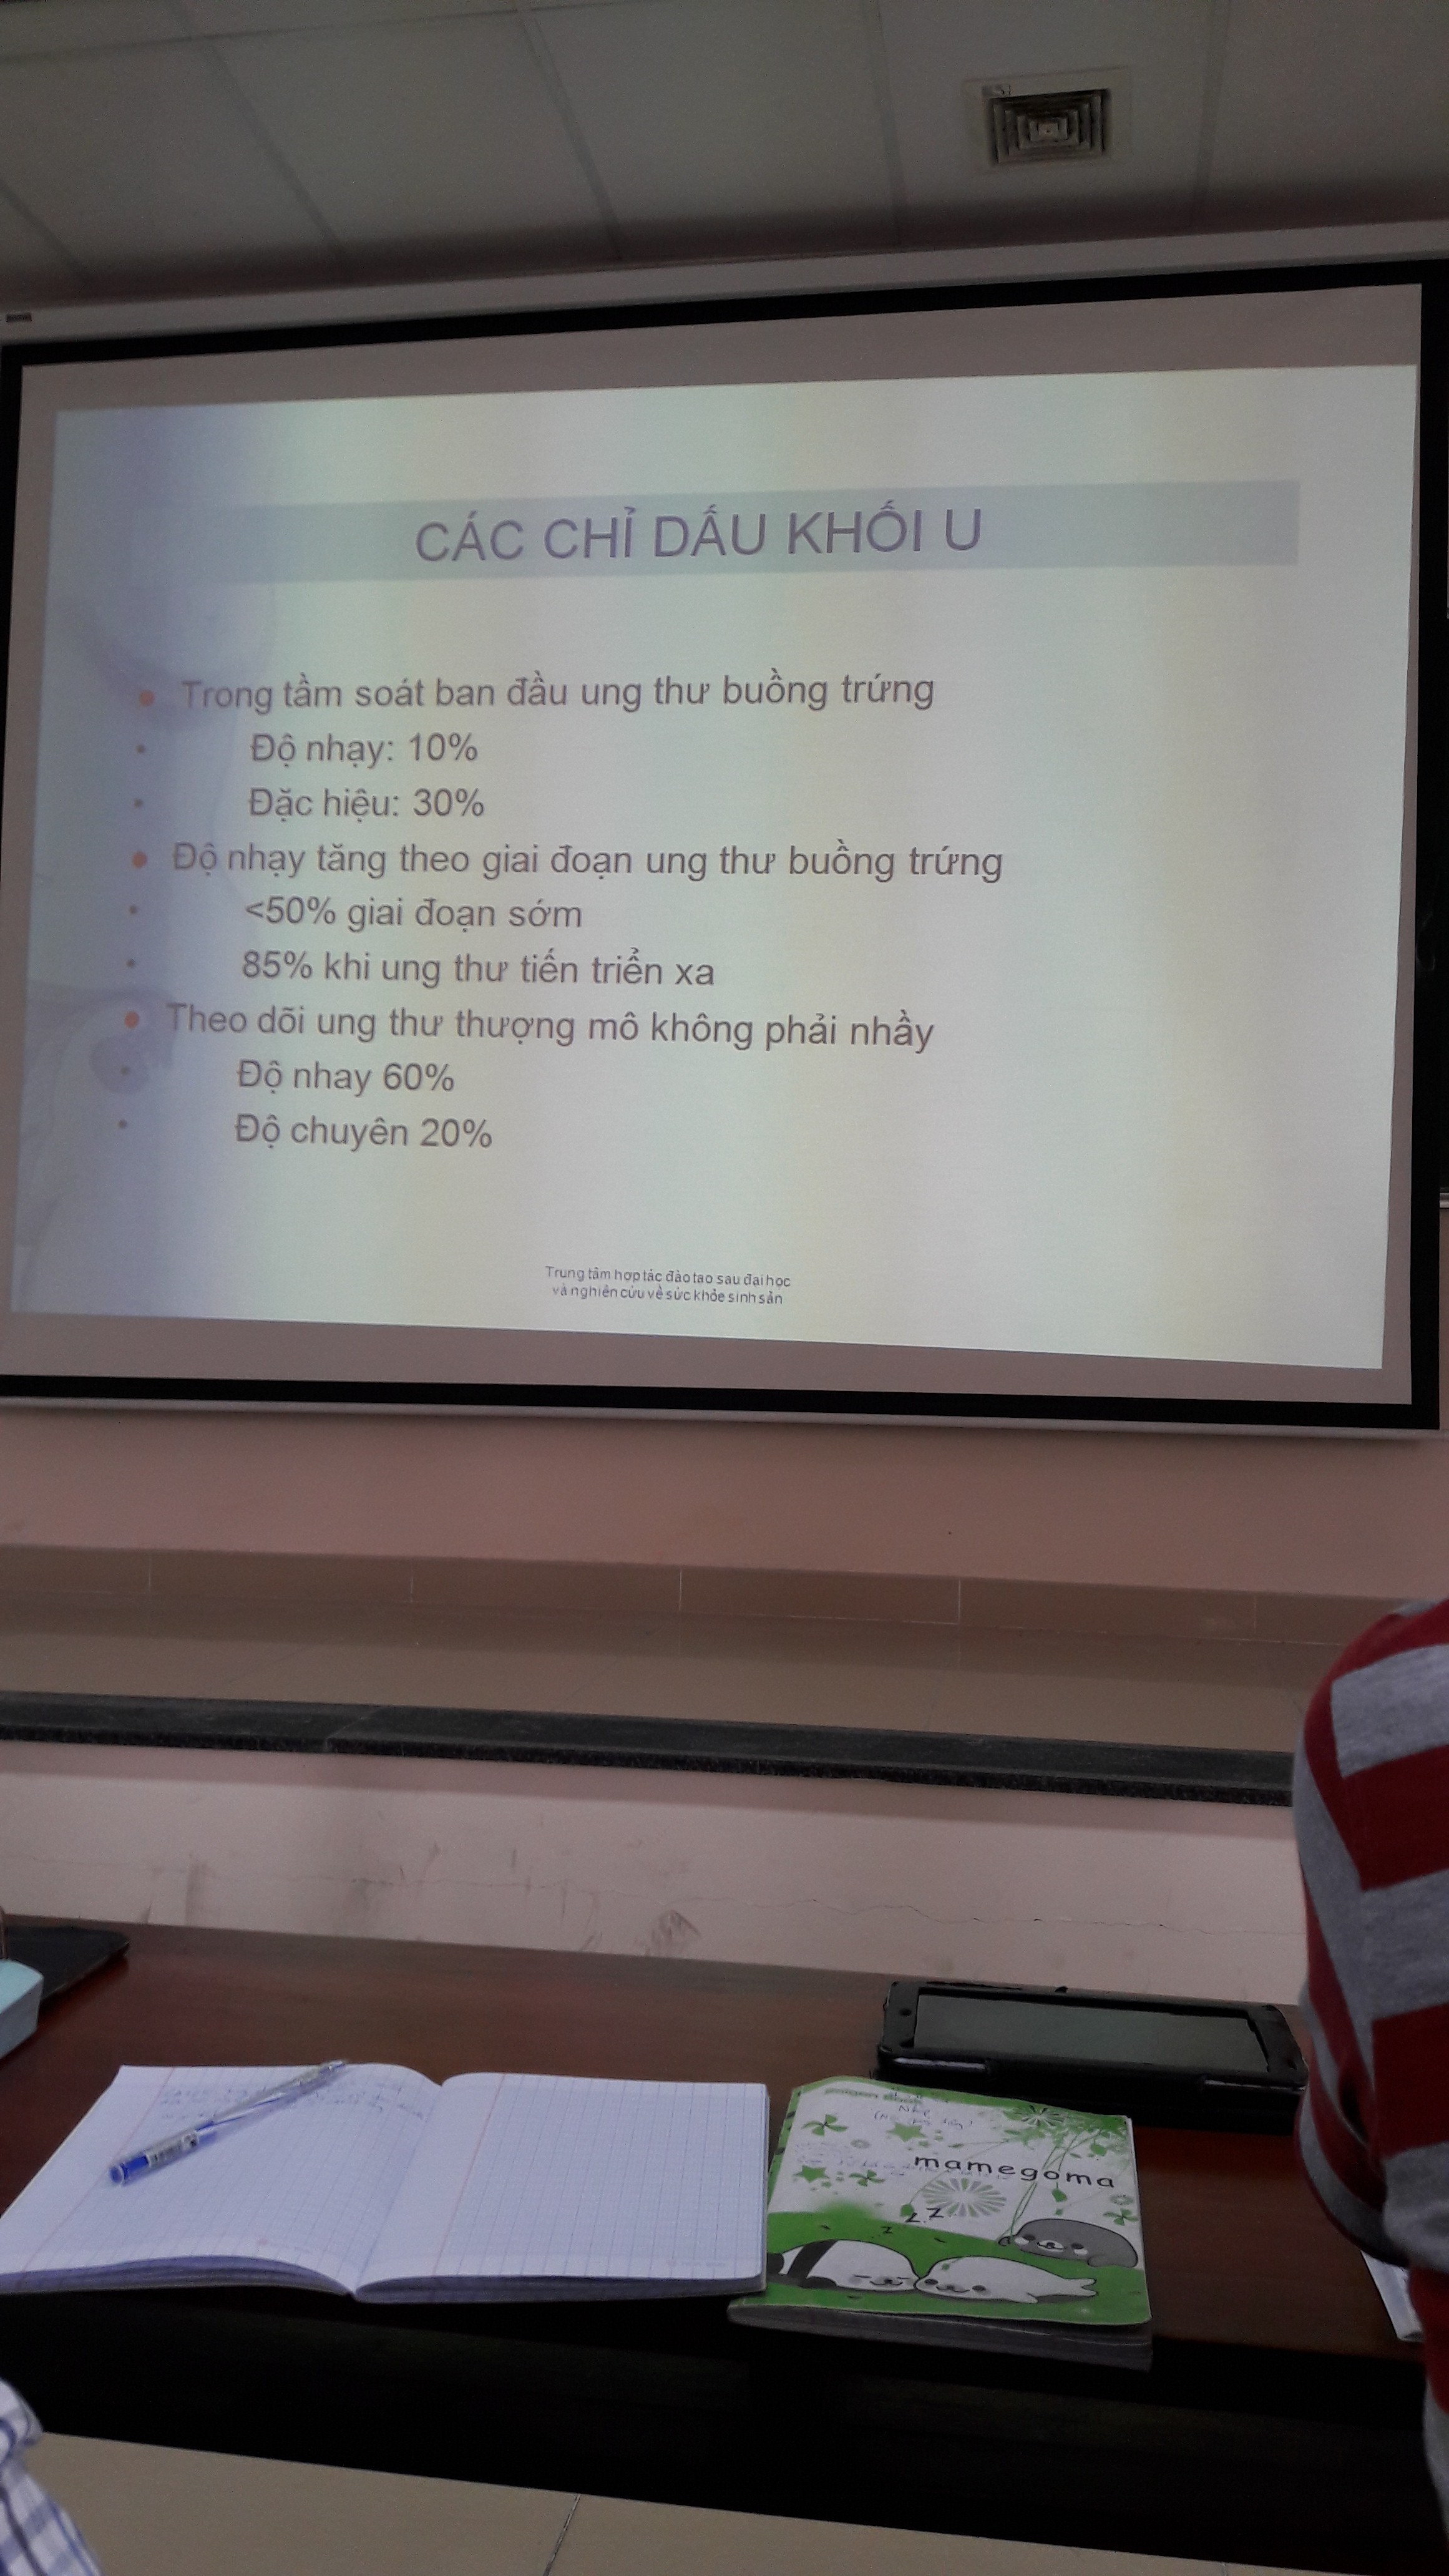 CÁC CHỈ DẤU KHỐI U
Trong tầm soát ban đầu ung thư buồng trứng
Độ nhạy: 10%
Đặc hiệu: 30%
Độ nhạy tăng theo giai đoạn ung thư buồng trứng
<50% giai đoạn sớm
85% khi ung thư tiến triển xa
Theo dõi ung thư thượng mô không phải nhầy
Độ nhay 60%
Độ chuyên 20%
Trung tâm hợp tác đào tạo sau đại học
và nghiên cứu về sức khỏe sinh sản
mamegoma
z z
z